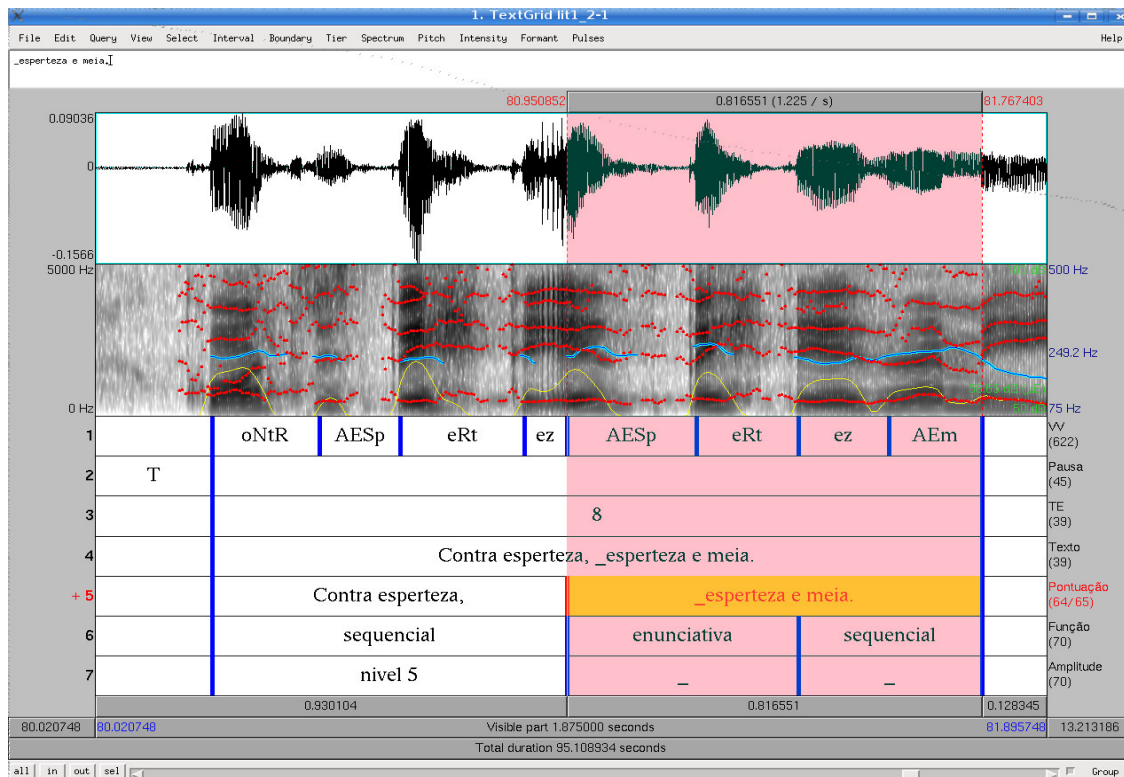 1. TextGrid lit1_2-1
File Edit Query View Select Interval Boundary Tier Spectrum Pitch Intensity Formant Pulses Help
_esperteza e meia.
80.950852 0.816551 (1.225 / s) 81.767403
0.09036
0
-0.1566
5000 Hz 500 Hz
249.2 Hz
0 Hz 75 Hz
1 oNtR AESp eRt ez AESp eRt ez AEm VV
(622)
2 T Pausa
(45)
3 8 TE
(39)
4 Contra esperteza, _esperteza e meia. Texto
(39)
+ 5 Contra esperteza, _esperteza e meia. Pontuação
(64/65)
6 sequencial enunciativa sequencial Função
(70)
7 nivel 5 _ _ Amplitude
(70)
0.930104 0.816551 0.128345
80.020748 80.020748 Visible part 1.875000 seconds 81.895748 13.213186
Total duration 95.108934 seconds
all in out sel Group